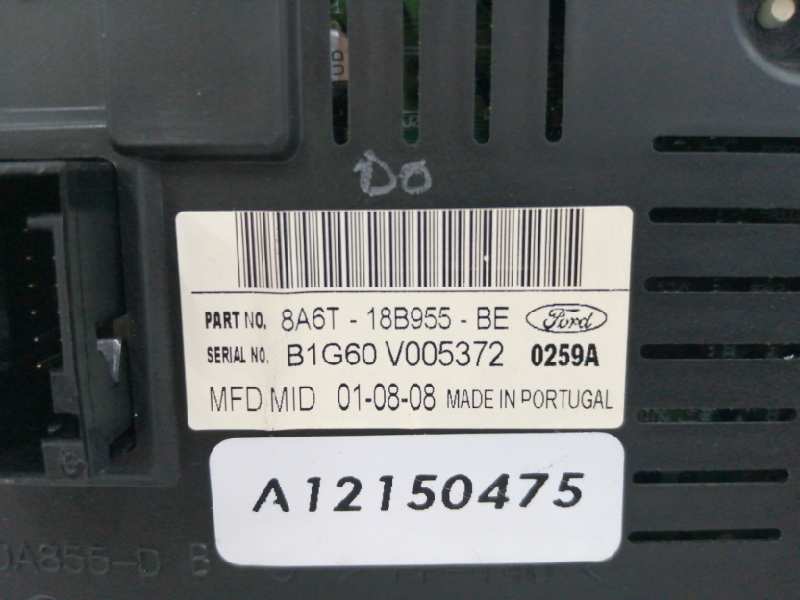 DO
PART NO. 8A6T - 18B955 - BE Ford
SERIAL NO. B1G60 V005372 0259A
MFD MID 01-08-08 MADE IN PORTUGAL
A12150475
0A855-D B